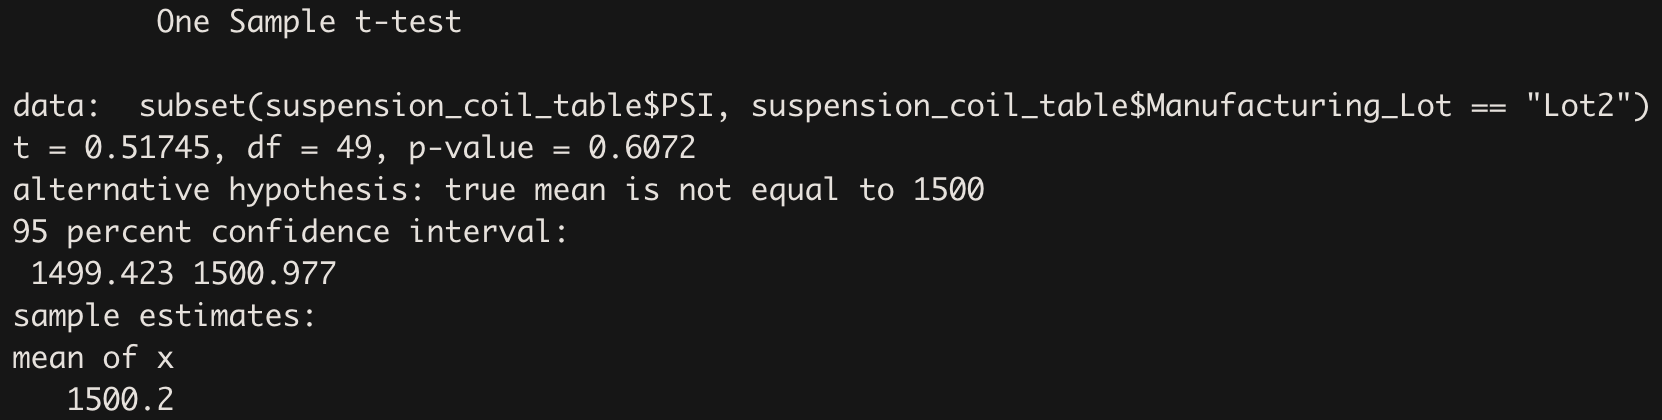 One Sample t-test
data:  subset(suspension_coil_table$PSI, suspension_coil_table$Manufacturing_Lot == "Lot2")
t = 0.51745, df = 49, p-value = 0.6072
alternative hypothesis: true mean is not equal to 1500
95 percent confidence interval:
1499.423 1500.977
sample estimates:
mean of x
1500.2